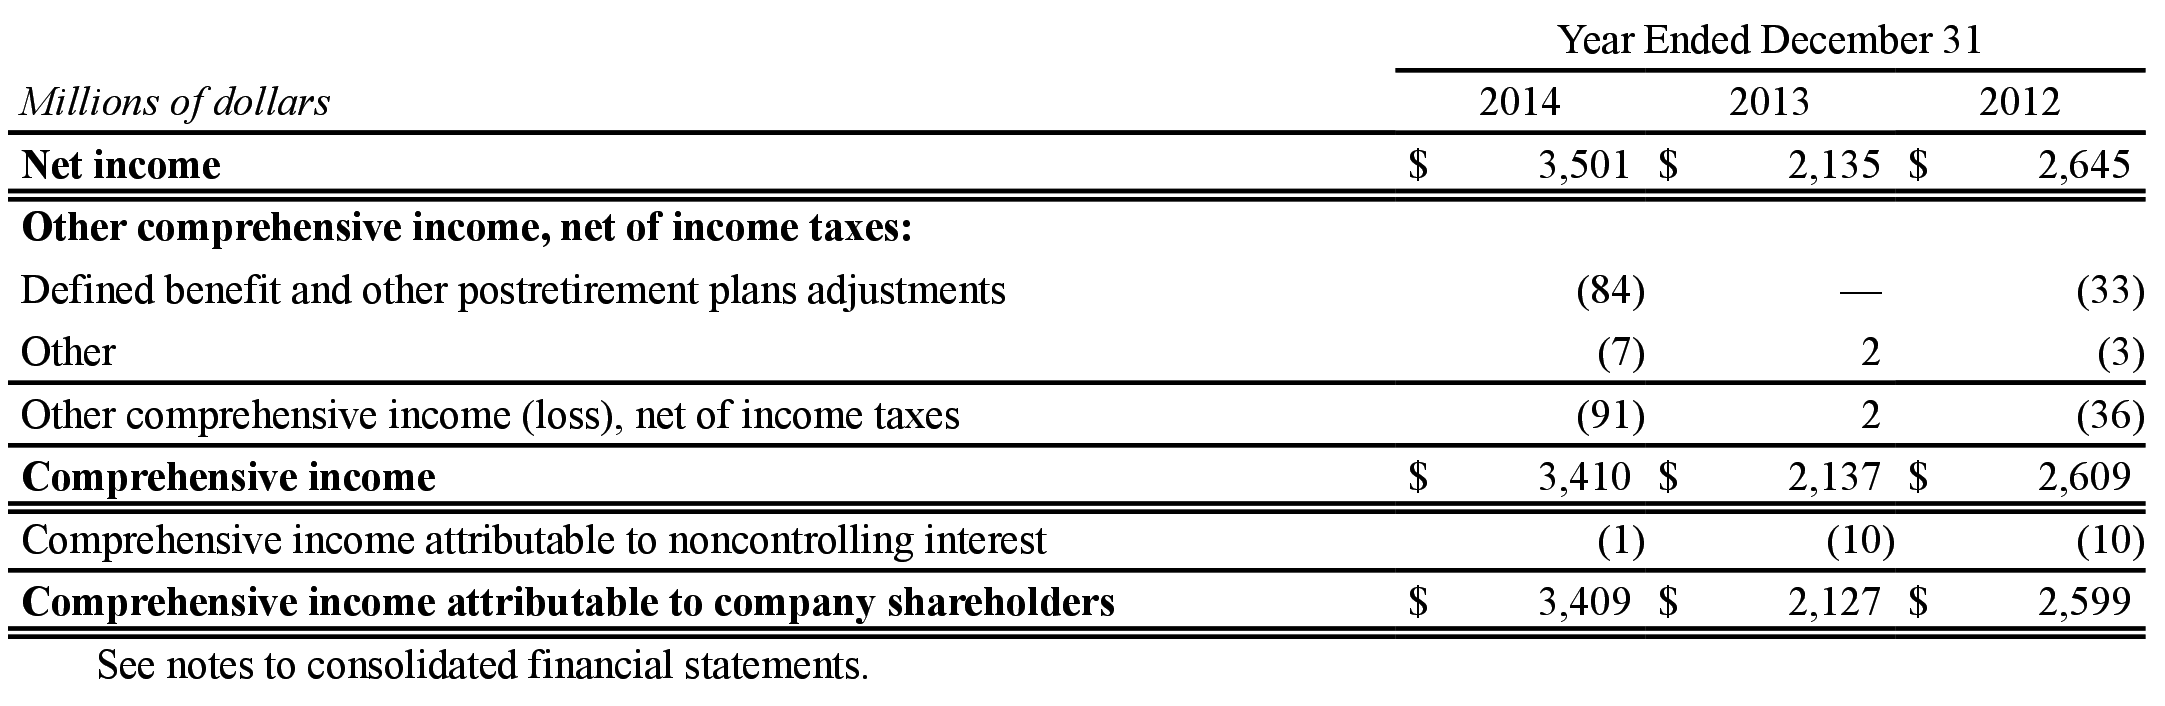 Year Ended December 31
Millions of dollars 2014 2013 2012
Net income $ 3,501 $ 2,135 $ 2,645
Other comprehensive income, net of income taxes:
Defined benefit and other postretirement plans adjustments (84) — (33)
Other (7) 2 (3)
Other comprehensive income (loss), net of income taxes (91) 2 (36)
Comprehensive income $ 3,410 $ 2,137 $ 2,609
Comprehensive income attributable to noncontrolling interest (1) (10) (10)
Comprehensive income attributable to company shareholders $ 3,409 $ 2,127 $ 2,599
See notes to consolidated financial statements.